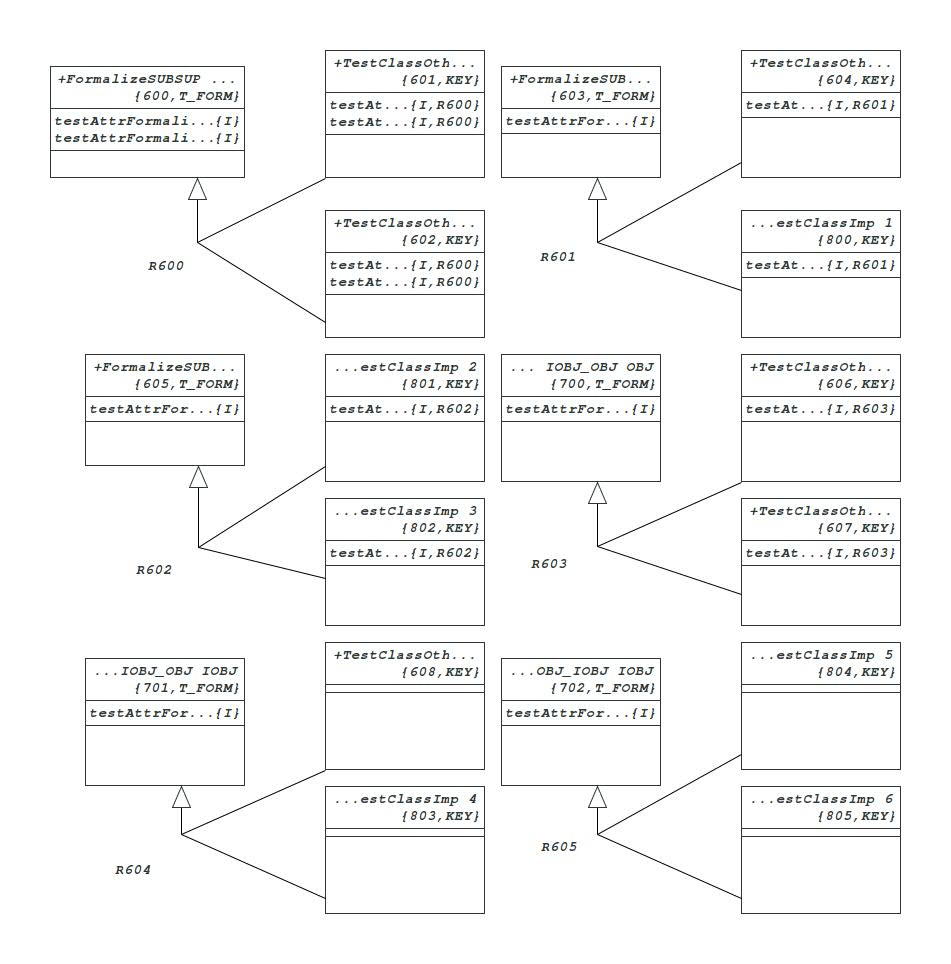 +FormalizeSUBSUP ...
{600,T_FORM}
testAttrFormali...{I}
testAttrFormali...{I}
+TestClassOth...
{601,KEY}
testAt...{I,R600}
testAt...{I,R600}
+TestClassOth...
{602,KEY}
testAt...{I,R600}
testAt...{I,R600}
R600
+FormalizeSUB...
{603,T_FORM}
testAttrFor...{I}
+TestClassOth...
{604,KEY}
testAt...{I,R601}
...estClassImp 1
{800,KEY}
testAt...{I,R601}
R601
+FormalizeSUB...
{605,T_FORM}
testAttrFor...{I}
...estClassImp 2
{801,KEY}
testAt...{I,R602}
...estClassImp 3
{802,KEY}
testAt...{I,R602}
R602
... IOBJ_OBJ OBJ
{700,T_FORM}
testAttrFor...{I}
+TestClassOth...
{606,KEY}
testAt...{I,R603}
+TestClassOth...
{607,KEY}
testAt...{I,R603}
R603
...IOBJ_OBJ IOBJ
{701,T_FORM}
testAttrFor...{I}
+TestClassOth...
{608,KEY}
...estClassImp 4
{803,KEY}
R604
...OBJ_IOBJ IOBJ
{702,T_FORM}
testAttrFor...{I}
...estClassImp 5
{804,KEY}
...estClassImp 6
{805,KEY}
R605